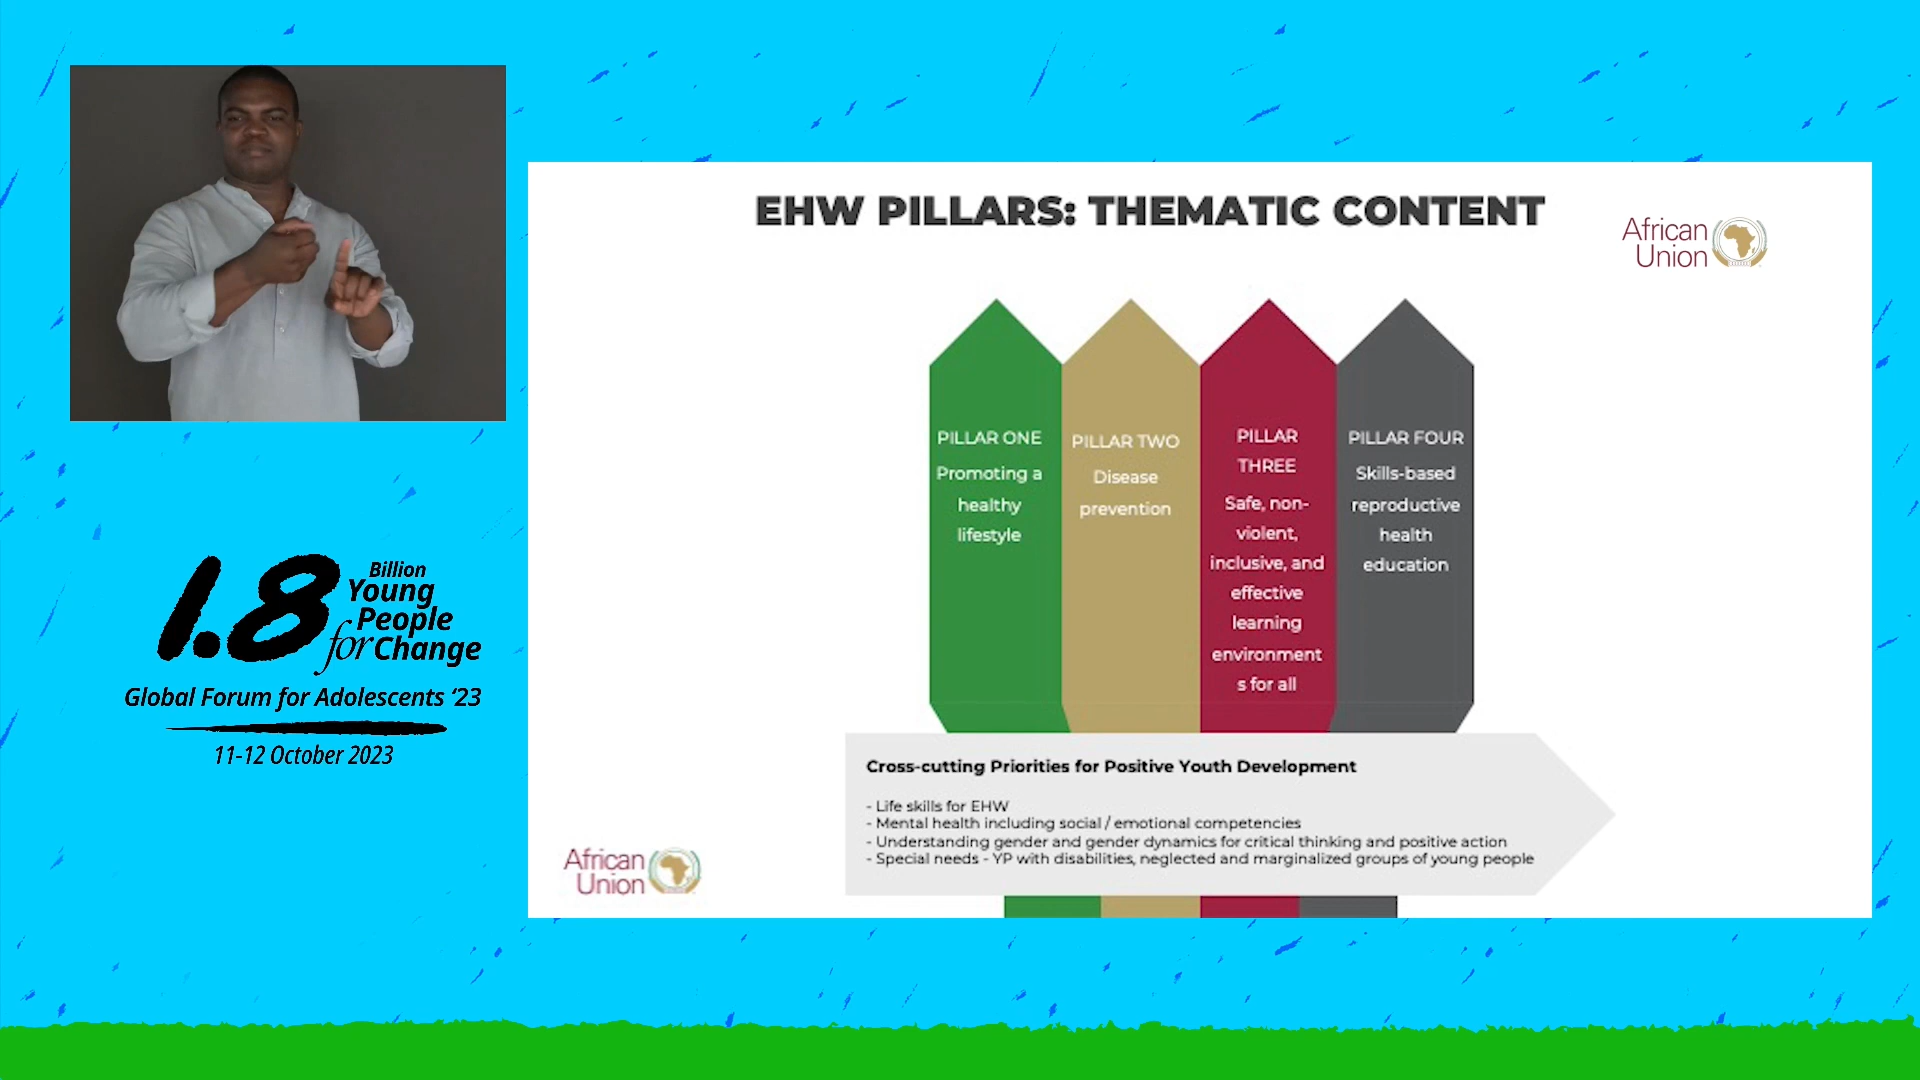 EHW PILLARS: THEMATIC CONTENT
African
Union
PILLAR ONE
Promoting a
healthy
lifestyle
PILLAR TWO
Disease
prevention
PILLAR
THREE
Safe, non-
violent,
inclusive, and
effective
learning
environment
s for all
PILLAR FOUR
Skills-based
reproductive
health
education
Cross-cutting Priorities for Positive Youth Development
- Life skills for EHW
- Mental health including social / emotional competencies
- Understanding gender and gender dynamics for critical thinking and positive action
- Special needs - YP with disabilities, neglected and marginalized groups of young people
African
Union
1.8 Billion
Young
People
for Change
Global Forum for Adolescents ‘23
11-12 October 2023